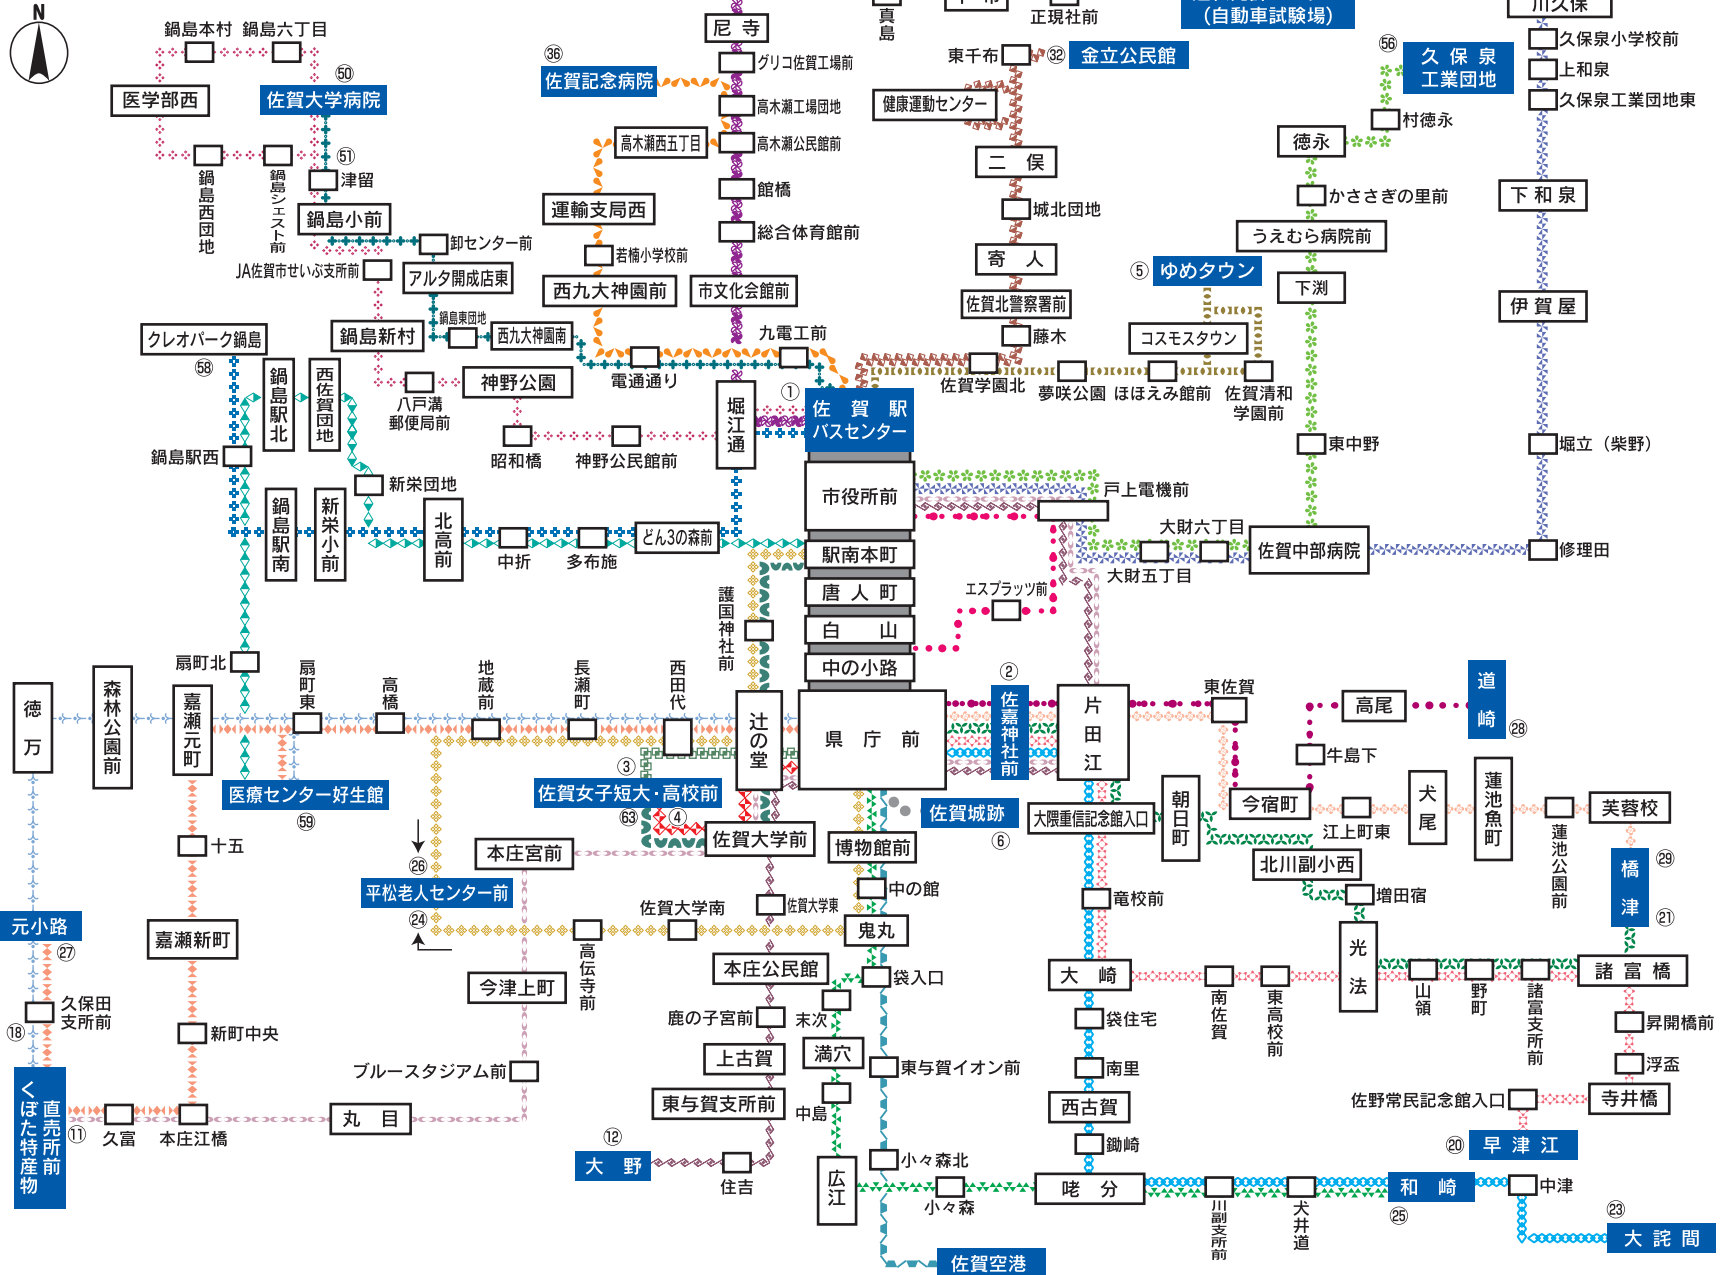 N
鍋島本村
鍋島六丁目
㊿
医学部西
佐賀大学病院
51
津留
鍋島西団地
鍋島シェスト前
鍋島小前
卸センター前
JA佐賀市せいぶ支所前
アルタ開成店東
鍋島東団地
鍋島新村
西九大神園南
クレオパーク鍋島
58
鍋島駅北
西佐賀団地
八戸溝郵便局前
神野公園
昭和橋
神野公民館前
鍋島駅西
新栄団地
鍋島駅南
新栄小前
北高前
中折
多布施
どん3の森前
㊱
佐賀記念病院
尼寺
グリコ佐賀工場前
高木瀬工場団地
高木瀬西五丁目
高木瀬公民館前
館橋
運輸支局西
総合体育館前
若楠小学校前
西九大神園前
市文化会館前
九電工前
電通通り
堀江通
①
佐賀駅
バスセンター
市役所前
駅南本町
唐人町
白山
中の小路
真島
正現社前
(自動車試験場)
東千布
㉜
金立公民館
健康運動センター
二俣
城北団地
寄人
佐賀北警察署前
藤木
佐賀学園北
⑤
ゆめタウン
コスモスタウン
夢咲公園
ほほえみ館前
佐賀清和
学園前
56
久保泉
工業団地
村徳永
徳永
かささぎの里前
うえむら病院前
下渕
東中野
川久保
久保泉小学校前
上和泉
久保泉工業団地東
下和泉
伊賀屋
堀立（柴野）
修理田
戸上電機前
大財六丁目
大財五丁目
佐賀中部病院
エスプラッツ前
護国神社前
扇町北
徳万
森林公園前
嘉瀬元町
扇町東
高橋
地蔵前
長瀬町
西田代
辻の堂
県庁前
②
佐嘉神社前
片田江
東佐賀
高尾
道崎
㉘
牛島下
今宿町
江上町東
犬尾
蓮池魚町
蓮池公園前
芙蓉校
橋津
㉙
㉑
医療センター好生館
59
③
佐賀女子短大・高校前
63
④
佐賀大学前
本庄宮前
㉖
平松老人センター前
㉔
十五
元小路
㉗
嘉瀬新町
久保田
支所前
⑱
新町中央
直売所前
くぼた特産物
⑪
久富
本庄江橋
丸目
ブルースタジアム前
今津上町
高伝寺前
佐賀大学南
佐賀大学東
本庄公民館
鹿の子宮前
上古賀
東与賀支所前
⑫
大野
住吉
佐賀城跡
⑥
博物館前
中の館
鬼丸
袋入口
末次
満穴
中島
広江
東与賀イオン前
小々森北
小々森
佐賀空港
大隈重信記念館入口
朝日町
北川副小西
増田宿
竜校前
大崎
南佐賀
東高校前
光法
山領
野町
諸富支所前
諸富橋
昇開橋前
浮盃
寺井橋
佐野常民記念館入口
⑳
早津江
袋住宅
南里
西古賀
鋤崎
咾分
川副支所前
犬井道
和崎
㉕
中津
㉓
大詫間